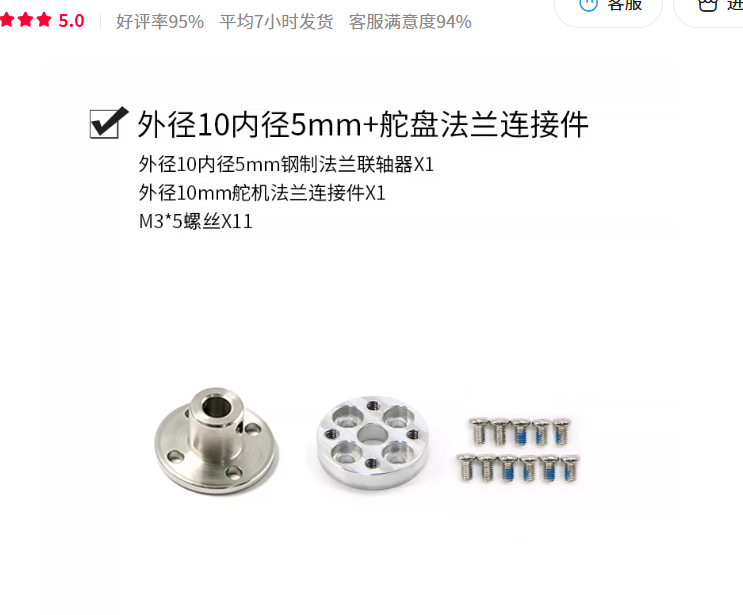 5.0 好评率95% 平均7小时发货 客服满意度94%
客服
进
外径10内径5mm+舵盘法兰连接件
外径10内径5mm钢制法兰联轴器X1
外径10mm舵机法兰连接件X1
M3*5螺丝X11